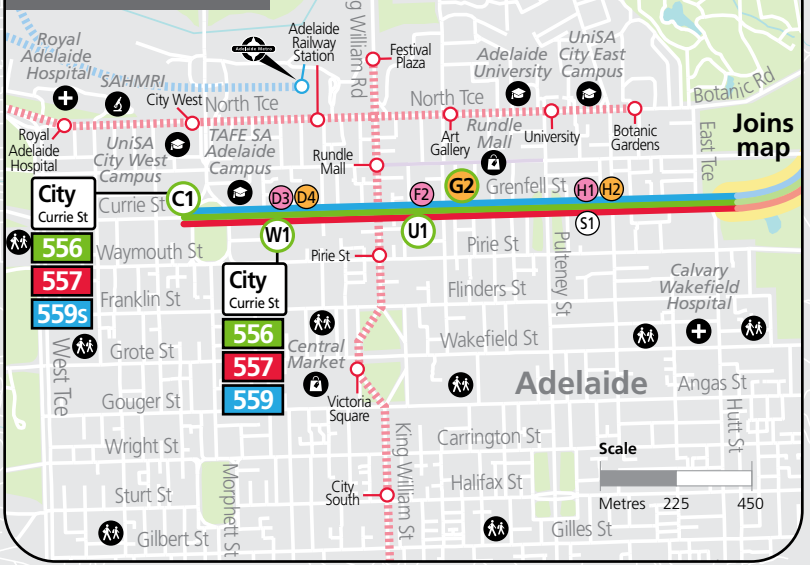 Royal
Adelaide
Hospital
SAHMRI
City West
North Tce
Adelaide Metro
Adelaide
Railway
Station
King William Rd
Festival
Plaza
Adelaide
University
UniSA
City East
Campus
Botanic Rd
North Tce
Royal
Adelaide
Hospital
UniSA
City West
Campus
TAFE SA
Adelaide
Campus
Rundle
Mall
Art
Gallery
Rundle
Mall
University
Botanic
Gardens
East Tce
Joins
map
City
Currie St
556
557
559s
Currie St
C1
D3
D4
F2
G2
Grenfell St
H1
H2
W1
U1
S1
Waymouth St
Pirie St
Pirie St
Pulteney St
City
Currie St
556
557
559
Franklin St
Flinders St
Calvary
Wakefield
Hospital
West Tce
Grote St
Central
Market
Wakefield St
Victoria
Square
Adelaide
Angas St
Gouger St
Hutt St
Wright St
King William St
Carrington St
Scale
Metres 225 450
Sturt St
Morphett St
City
South
Halifax St
Gilbert St
Gilles St